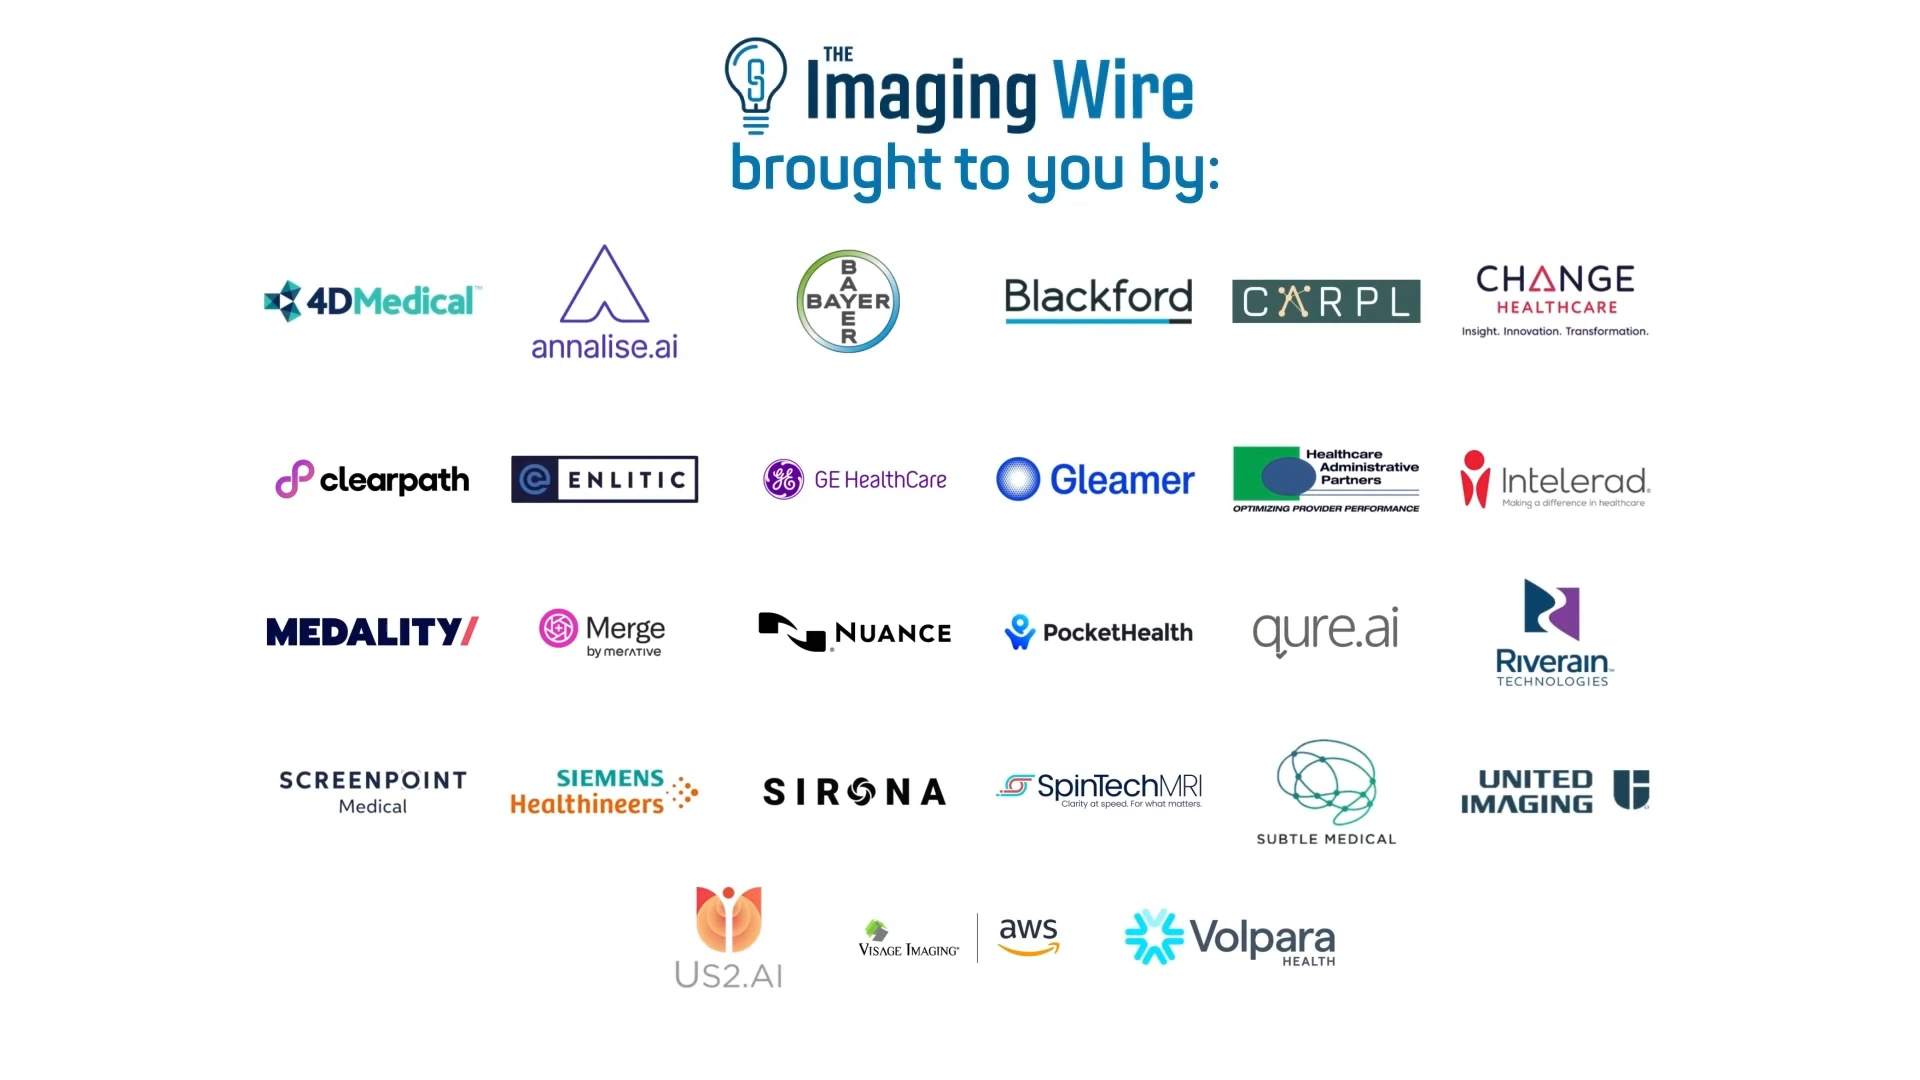 THE
Imaging Wire
brought to you by:
4DMedical™
annalise.ai
BAYER
BAYER
Blackford
CARPL
CHANGE
HEALTHCARE
Insight. Innovation. Transformation.
clearpath
ENLITIC
GE HealthCare
Gleamer
Healthcare
Administrative
Partners
OPTIMIZING PROVIDER PERFORMANCE
Intelerad®
Making a difference in healthcare
MEDALITY/
Merge
by merative
NUANCE
PocketHealth
qure.ai
Riverain™
TECHNOLOGIES
SCREENPOINT
Medical
SIEMENS
Healthineers
SIRONA
SpinTechMRI
Clarity at speed. For what matters.
SUBTLE MEDICAL
UNITED
IMAGING
US2.AI
VISAGE IMAGING®
aws
Volpara
HEALTH